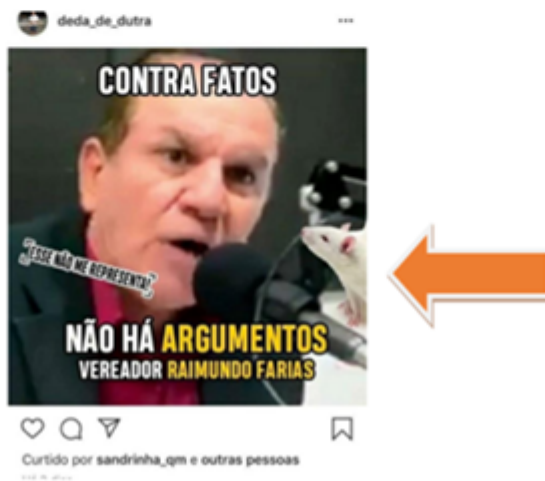 deda_de_dutra
CONTRA FATOS
"ESSE NÃO ME REPRESENTA!"
NÃO HÁ ARGUMENTOS
VEREADOR RAIMUNDO FARIAS
Curtido por sandrinha_qm e outras pessoas